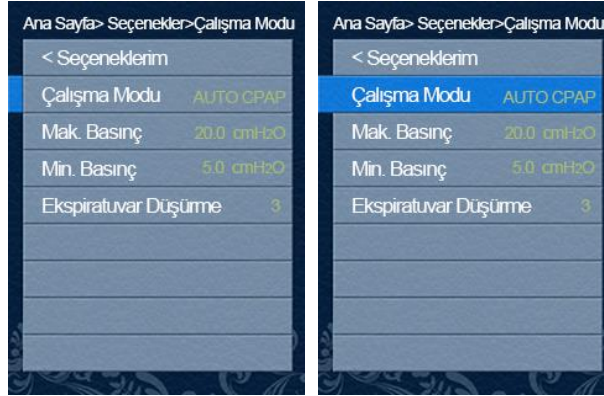 Ana Sayfa> Seçenekler>Çalışma Modu
< Seçeneklerim
Çalışma Modu AUTO CPAP
Mak. Basınç 20.0 cmH2O
Min. Basınç 5.0 cmH2O
Ekspiratuvar Düşürme 3
Ana Sayfa> Seçenekler>Çalışma Modu
< Seçeneklerim
Çalışma Modu AUTO CPAP
Mak. Basınç 20.0 cmH2O
Min. Basınç 5.0 cmH2O
Ekspiratuvar Düşürme 3